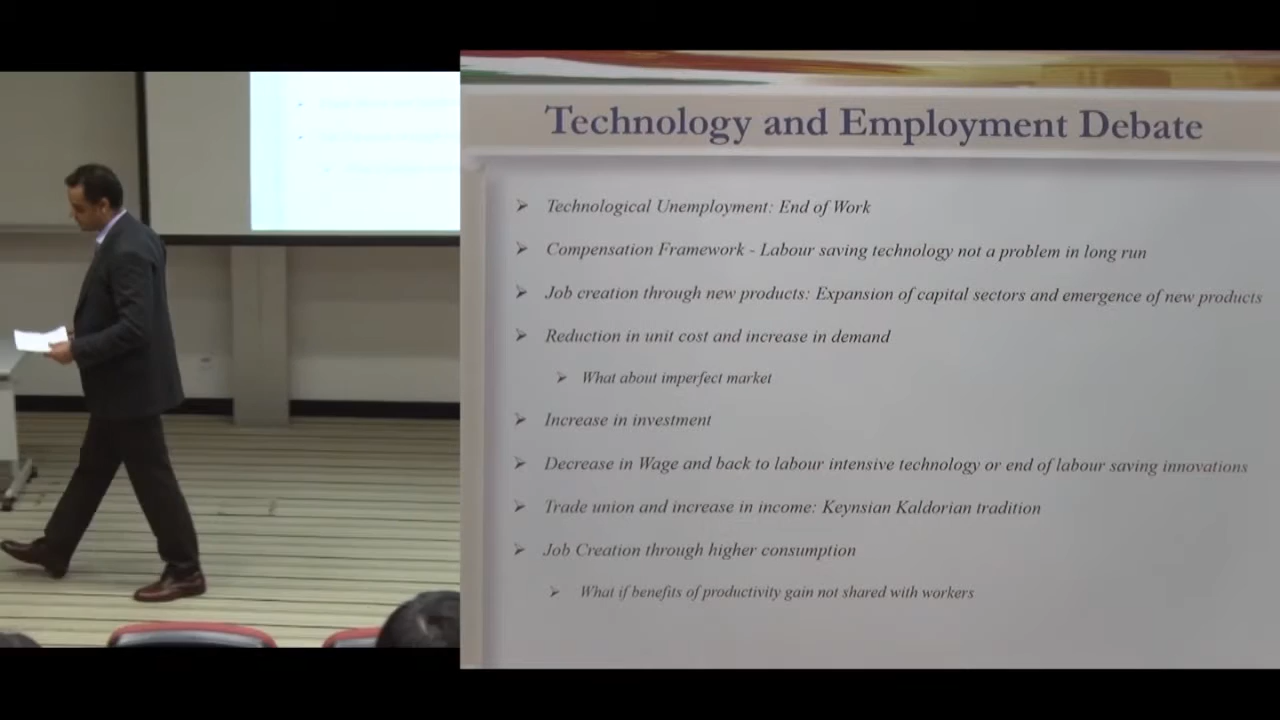 Technology and Employment Debate
Technological Unemployment: End of Work
Compensation Framework - Labour saving technology not a problem in long run
Job creation through new products: Expansion of capital sectors and emergence of new products
Reduction in unit cost and increase in demand
What about imperfect market
Increase in investment
Decrease in Wage and back to labour intensive technology or end of labour saving innovations
Trade union and increase in income: Keynsian Kaldorian tradition
Job Creation through higher consumption
What if benefits of productivity gain not shared with workers